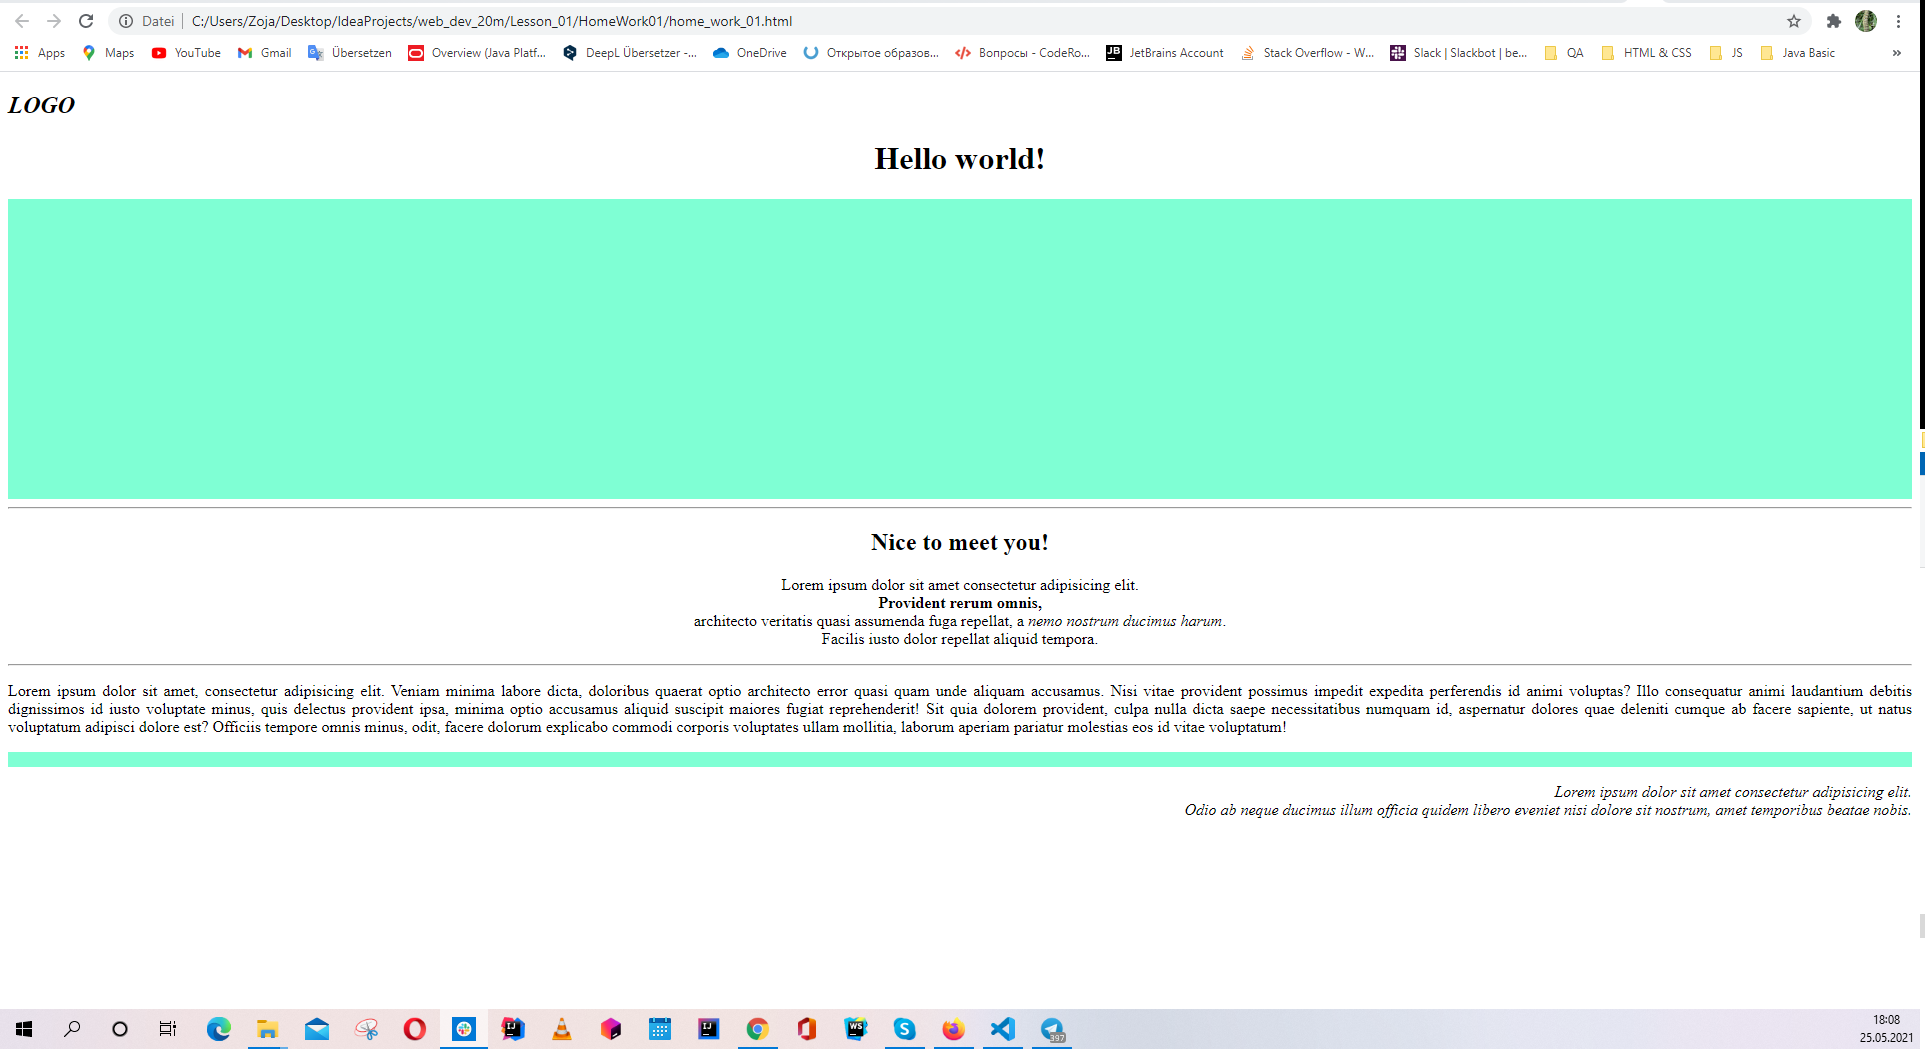 Datei C:/Users/Zoja/Desktop/IdeaProjects/web_dev_20m/Lesson_01/HomeWork01/home_work_01.html
Apps Maps YouTube Gmail Übersetzen Overview (Java Platf... DeepL Übersetzer -... OneDrive Открытое образов... Вопросы - CodeRo... JetBrains Account Stack Overflow - W... Slack | Slackbot | be... QA HTML & CSS JS Java Basic »
LOGO
Hello world!
Nice to meet you!
Lorem ipsum dolor sit amet consectetur adipisicing elit.
Provident rerum omnis,
architecto veritatis quasi assumenda fuga repellat, a nemo nostrum ducimus harum.
Facilis iusto dolor repellat aliquid tempora.
Lorem ipsum dolor sit amet, consectetur adipisicing elit. Veniam minima labore dicta, doloribus quaerat optio architecto error quasi quam unde aliquam accusamus. Nisi vitae provident possimus impedit expedita perferendis id animi voluptas? Illo consequatur animi laudantium debitis
dignissimos id iusto voluptate minus, quis delectus provident ipsa, minima optio accusamus aliquid suscipit maiores fugiat reprehenderit! Sit quia dolorem provident, culpa nulla dicta saepe necessitatibus numquam id, aspernatur dolores quae deleniti cumque ab facere sapiente, ut natus
voluptatum adipisci dolore est? Officiis tempore omnis minus, odit, facere dolorum explicabo commodi corporis voluptates ullam mollitia, laborum aperiam pariatur molestias eos id vitae voluptatum!
Lorem ipsum dolor sit amet consectetur adipisicing elit.
Odio ab neque ducimus illum officia quidem libero eveniet nisi dolore sit nostrum, amet temporibus beatae nobis.
397
18:08
25.05.2021